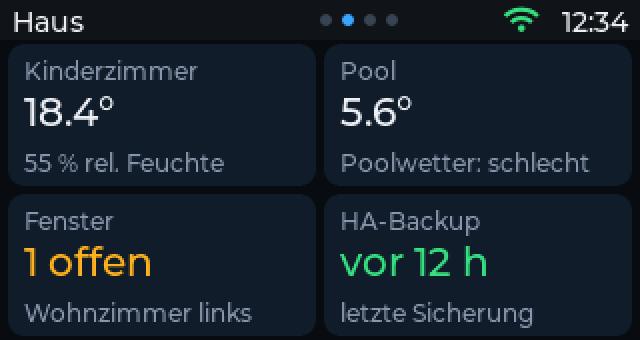 Haus 12:34
Kinderzimmer
18.4°
55 % rel. Feuchte
Pool
5.6°
Poolwetter: schlecht
Fenster
1 offen
Wohnzimmer links
HA-Backup
vor 12 h
letzte Sicherung